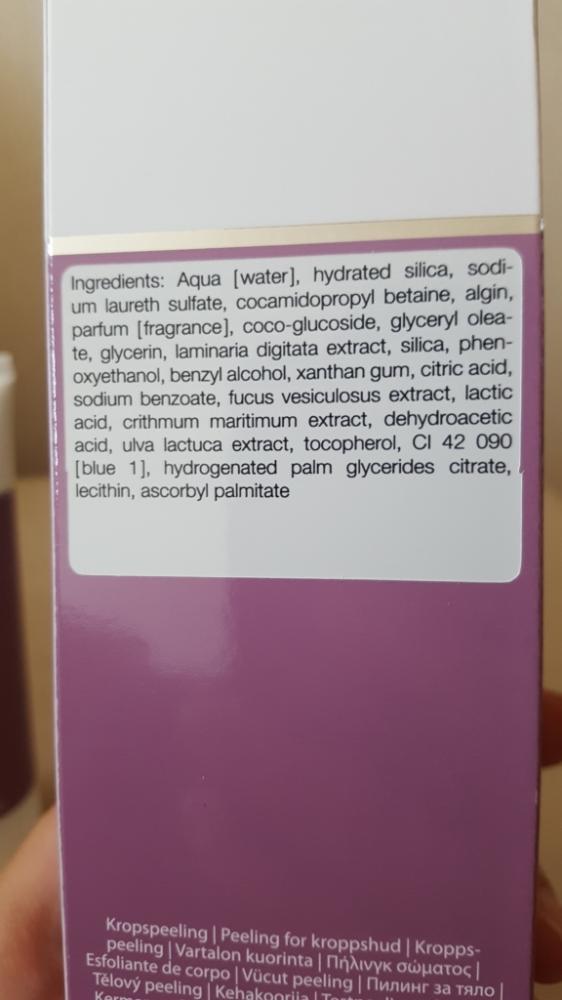 Ingredients: Aqua [water], hydrated silica, sodi-
um laureth sulfate, cocamidopropyl betaine, algin,
parfum [fragrance], coco-glucoside, glyceryl olea-
te, glycerin, laminaria digitata extract, silica, phen-
oxyethanol, benzyl alcohol, xanthan gum, citric acid,
sodium benzoate, fucus vesiculosus extract, lactic
acid, crithmum maritimum extract, dehydroacetic
acid, ulva lactuca extract, tocopherol, CI 42 090
[blue 1], hydrogenated palm glycerides citrate,
lecithin, ascorbyl palmitate
Kropspeeling | Peeling for kroppshud | Kropps-
peeling | Vartalon kuorinta | Πήλινγκ σώματος |
Esfoliante de corpo | Vücut peeling | Пилинг за тяло |
Tělový peeling | Kehakoorija |